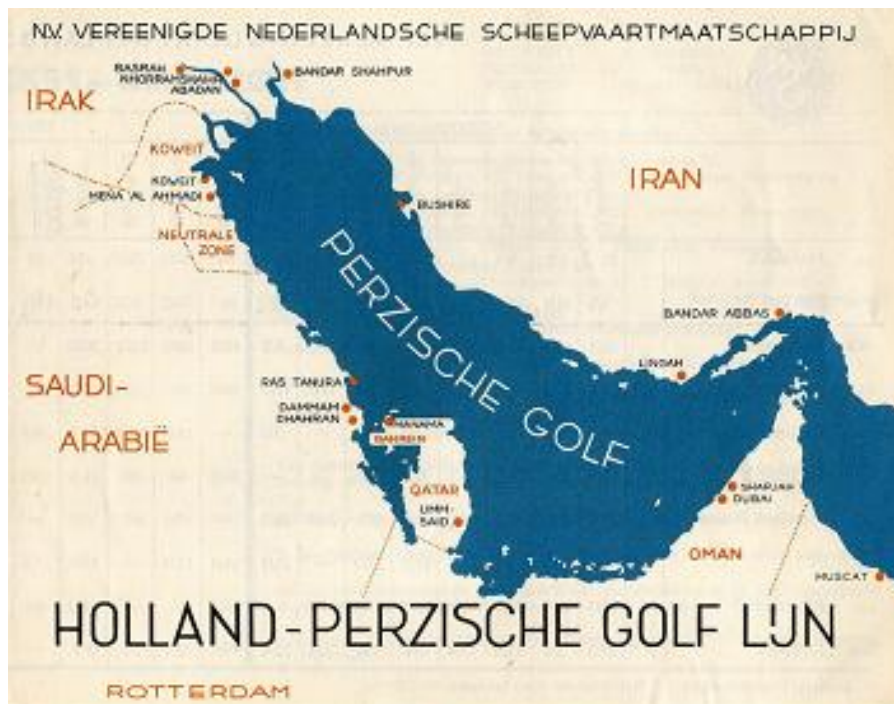 N.V. VEREENIGDE NEDERLANDSCHE SCHEEPVAARTMAATSCHAPPIJ
BASRAH
KHORRAMSHAHR
ABADAN
BANDAR SHAHPUR
IRAK
KOWEIT
IRAN
KOWEIT
MENA 'AL AHMADI
BUSHIRE
NEUTRALE
ZONE
PERZISCHE GOLF
BANDAR ABBAS
LINGAH
SAUDI-
ARABIË
RAS TANURA
DAMMAM
DHAHRAN
MANAMA
BAHREIN
QATAR
UMM-
SAID
SHARJAH
DUBAI
OMAN
MUSCAT
HOLLAND-PERZISCHE GOLF LIJN
ROTTERDAM